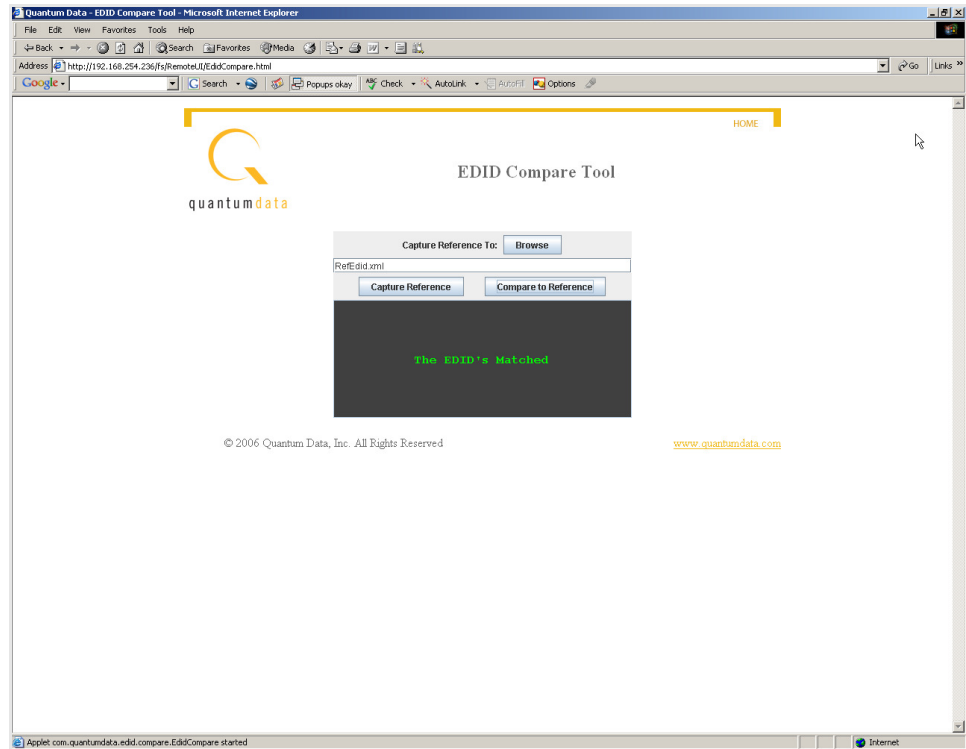 Quantum Data - EDID Compare Tool - Microsoft Internet Explorer
File Edit View Favorites Tools Help
Back Search Favorites Media
Address http://192.168.254.236/fs/RemoteUI/EdidCompare.html Go Links »
Google Search Popups okay ABC Check AutoLink AutoFill Options
HOME
EDID Compare Tool
quantumdata
Capture Reference To: Browse
RefEdid.xml
Capture Reference Compare to Reference
The EDID's Matched
© 2006 Quantum Data, Inc. All Rights Reserved www.quantumdata.com
Applet com.quantumdata.edid.compare.EdidCompare started Internet